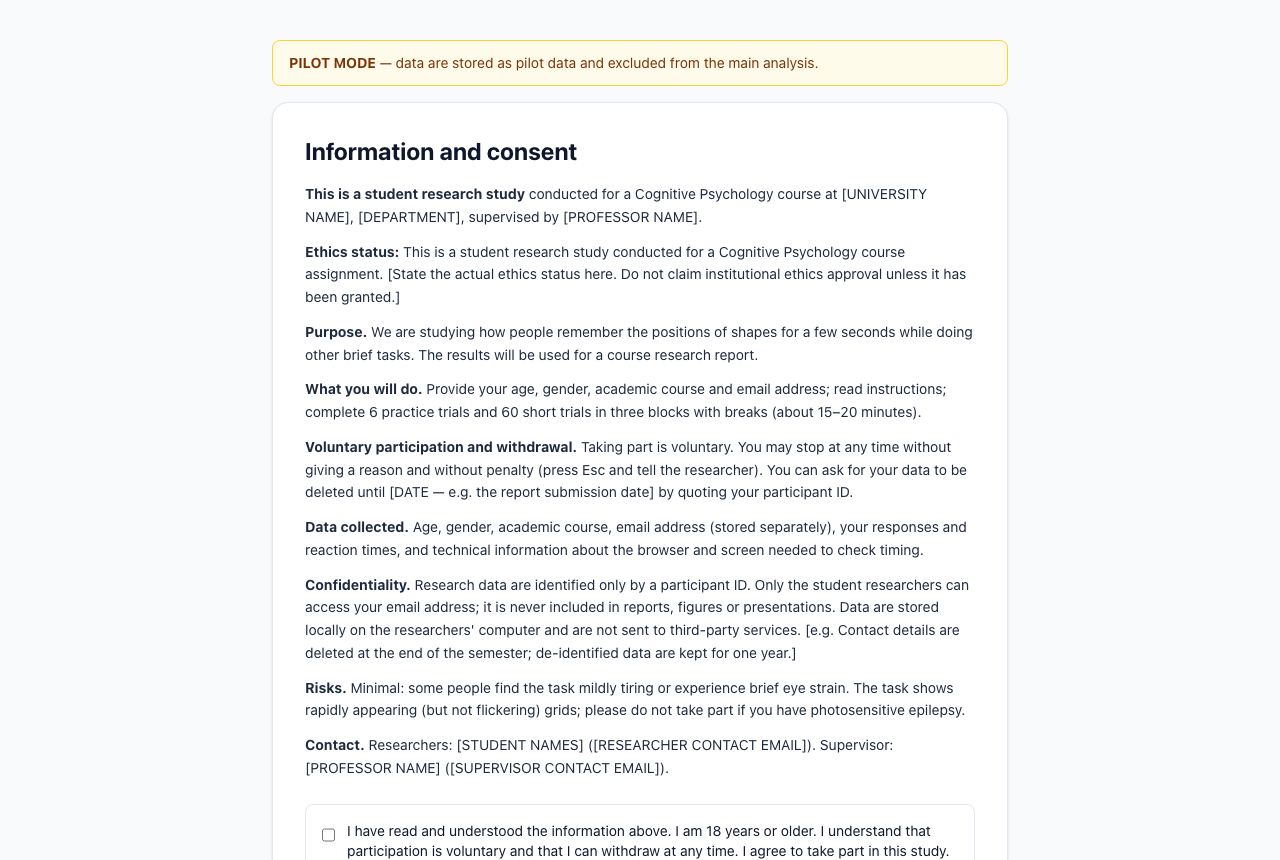 PILOT MODE — data are stored as pilot data and excluded from the main analysis.
Information and consent
This is a student research study conducted for a Cognitive Psychology course at [UNIVERSITY
NAME], [DEPARTMENT], supervised by [PROFESSOR NAME].
Ethics status: This is a student research study conducted for a Cognitive Psychology course
assignment. [State the actual ethics status here. Do not claim institutional ethics approval unless it has
been granted.]
Purpose. We are studying how people remember the positions of shapes for a few seconds while doing
other brief tasks. The results will be used for a course research report.
What you will do. Provide your age, gender, academic course and email address; read instructions;
complete 6 practice trials and 60 short trials in three blocks with breaks (about 15–20 minutes).
Voluntary participation and withdrawal. Taking part is voluntary. You may stop at any time without
giving a reason and without penalty (press Esc and tell the researcher). You can ask for your data to be
deleted until [DATE — e.g. the report submission date] by quoting your participant ID.
Data collected. Age, gender, academic course, email address (stored separately), your responses and
reaction times, and technical information about the browser and screen needed to check timing.
Confidentiality. Research data are identified only by a participant ID. Only the student researchers can
access your email address; it is never included in reports, figures or presentations. Data are stored
locally on the researchers' computer and are not sent to third-party services. [e.g. Contact details are
deleted at the end of the semester; de-identified data are kept for one year.]
Risks. Minimal: some people find the task mildly tiring or experience brief eye strain. The task shows
rapidly appearing (but not flickering) grids; please do not take part if you have photosensitive epilepsy.
Contact. Researchers: [STUDENT NAMES] ([RESEARCHER CONTACT EMAIL]). Supervisor:
[PROFESSOR NAME] ([SUPERVISOR CONTACT EMAIL]).
I have read and understood the information above. I am 18 years or older. I understand that
participation is voluntary and that I can withdraw at any time. I agree to take part in this study.